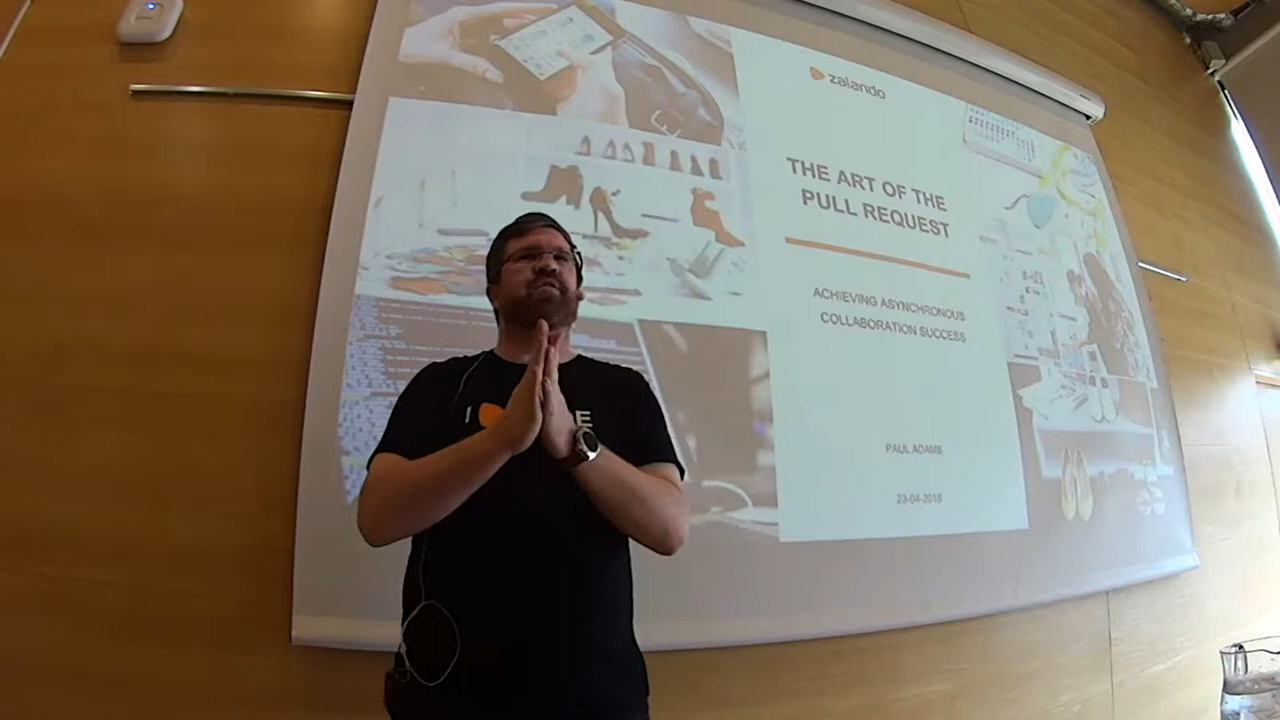 zalando
THE ART OF THE
PULL REQUEST
ACHIEVING ASYNCHRONOUS
COLLABORATION SUCCESS
PAUL ADAMS
23-04-2018
I
E